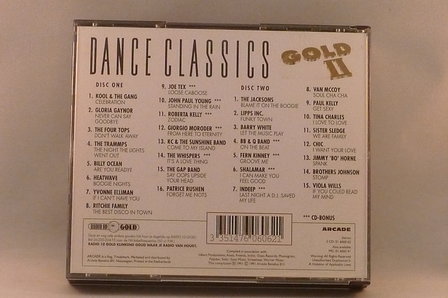 DANCE CLASSICS
GOLD
II
DISC ONE
1. KOOL & THE GANG
CELEBRATION
2. GLORIA GAYNOR
NEVER CAN SAY
GOODBYE
3. THE FOUR TOPS
DON'T WALK AWAY
4. THE TRAMMPS
THE NIGHT THE LIGHTS
WENT OUT
5. BILLY OCEAN
ARE YOU READY
6. HEATWAVE
BOOGIE NIGHTS
7. YVONNE ELLIMAN
IF I CAN'T HAVE YOU
8. RITCHIE FAMILY
THE BEST DISCO IN TOWN
9. JOE TEX ***
LOOSE CABOOSE
10. JOHN PAUL YOUNG ***
STANDING IN THE RAIN
11. ROBERTA KELLY ***
ZODIAC
12. GIORGIO MORODER ***
FROM HERE TO ETERNITY
13. KC & THE SUNSHINE BAND ***
COME TO MY ISLAND
14. THE WHISPERS ***
IT'S A LOVE THING
15. THE GAP BAND ***
SAY OOPS UPSIDE
YOUR HEAD
16. PATRICE RUSHEN ***
FORGET ME NOTS
DISC TWO
1. THE JACKSONS
BLAME IT ON THE BOOGIE
2. LIPPS INC.
FUNKY TOWN
3. BARRY WHITE
LET THE MUSIC PLAY
4. BB & Q BAND
ON THE BEAT
5. FERN KINNEY ***
GROOVE ME
6. SHALAMAR ***
I CAN MAKE YOU
FEEL GOOD
7. INDEEP ***
LAST NIGHT A D.J. SAVED
MY LIFE
8. VAN MCCOY
SOUL CHA CHA
9. PAUL KELLY
GET SEXY
10. TINA CHARLES
I LOVE TO LOVE
11. SISTER SLEDGE
WE ARE FAMILY
12. CHIC
I WANT YOUR LOVE
13. JIMMY 'BO' HORNE
SPANK
14. BROTHERS JOHNSON
STOMP
15. VIOLA WILLS
IF YOU COULD READ
MY MIND
*** CD-BONUS
GOLD
3 351476 060621
ARCADE